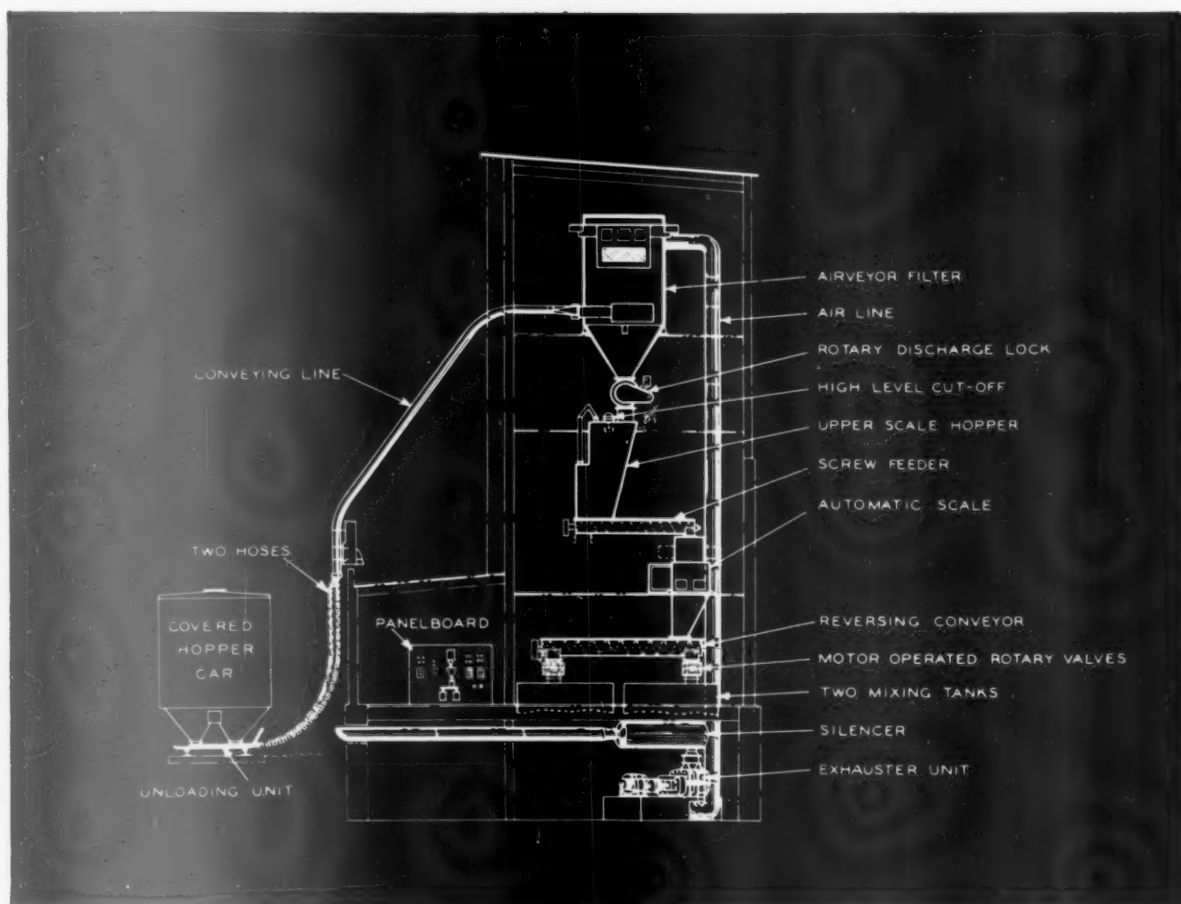 AIRVEYOR FILTER
AIR LINE
ROTARY DISCHARGE LOCK
CONVEYING LINE
HIGH LEVEL CUT-OFF
UPPER SCALE HOPPER
SCREW FEEDER
AUTOMATIC SCALE
TWO HOSES
COVERED
HOPPER
CAR
PANELBOARD
REVERSING CONVEYOR
MOTOR OPERATED ROTARY VALVES
TWO MIXING TANKS
SILENCER
EXHAUSTER UNIT
UNLOADING UNIT